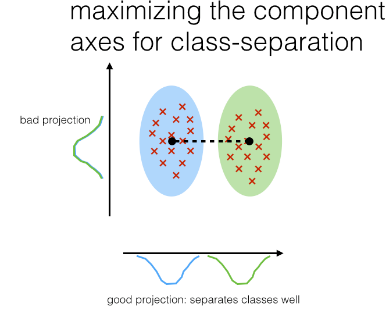 maximizing the component
axes for class-separation
bad projection
good projection: separates classes well